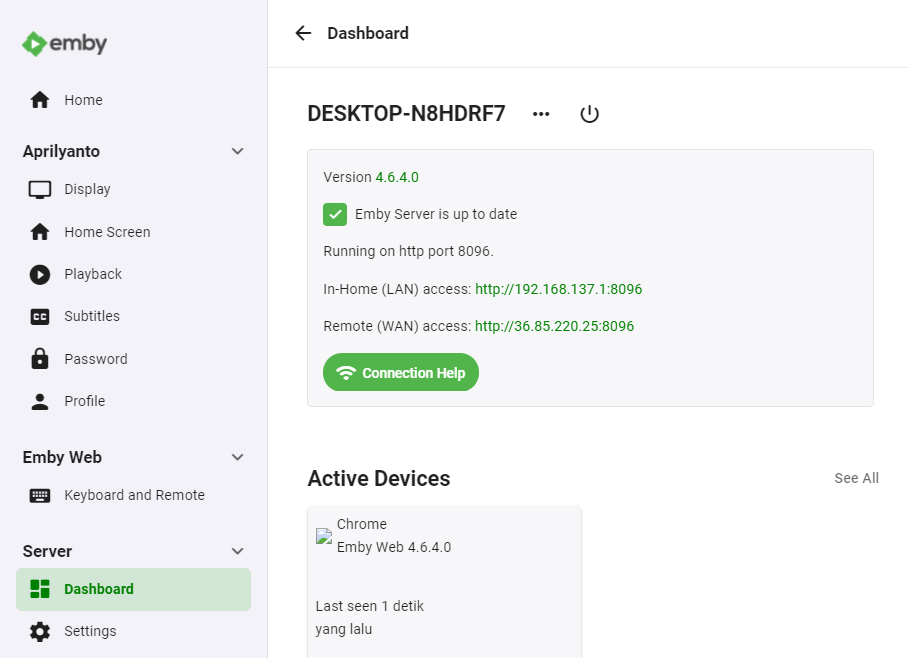 emby
Home
Aprilyanto
Display
Home Screen
Playback
CC
Subtitles
Password
Profile
Emby Web
Keyboard and Remote
Server
Dashboard
Settings
Dashboard
DESKTOP-N8HDRF7
Version 4.6.4.0
Emby Server is up to date
Running on http port 8096.
In-Home (LAN) access: http://192.168.137.1:8096
Remote (WAN) access: http://36.85.220.25:8096
Connection Help
Active Devices
See All
Chrome
Emby Web 4.6.4.0
Last seen 1 detik
yang lalu